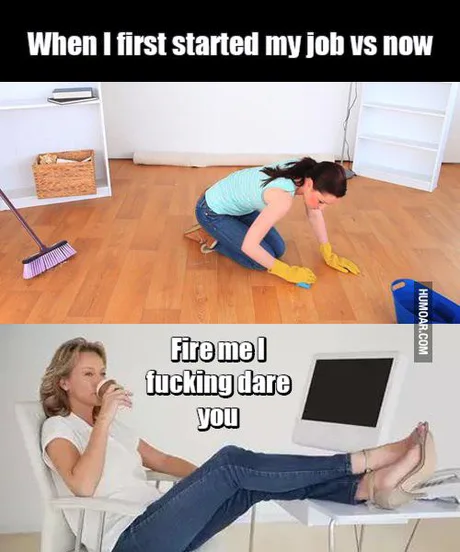 When I first started my job vs now
HUMOAR.COM
Fire me I
fucking dare
you